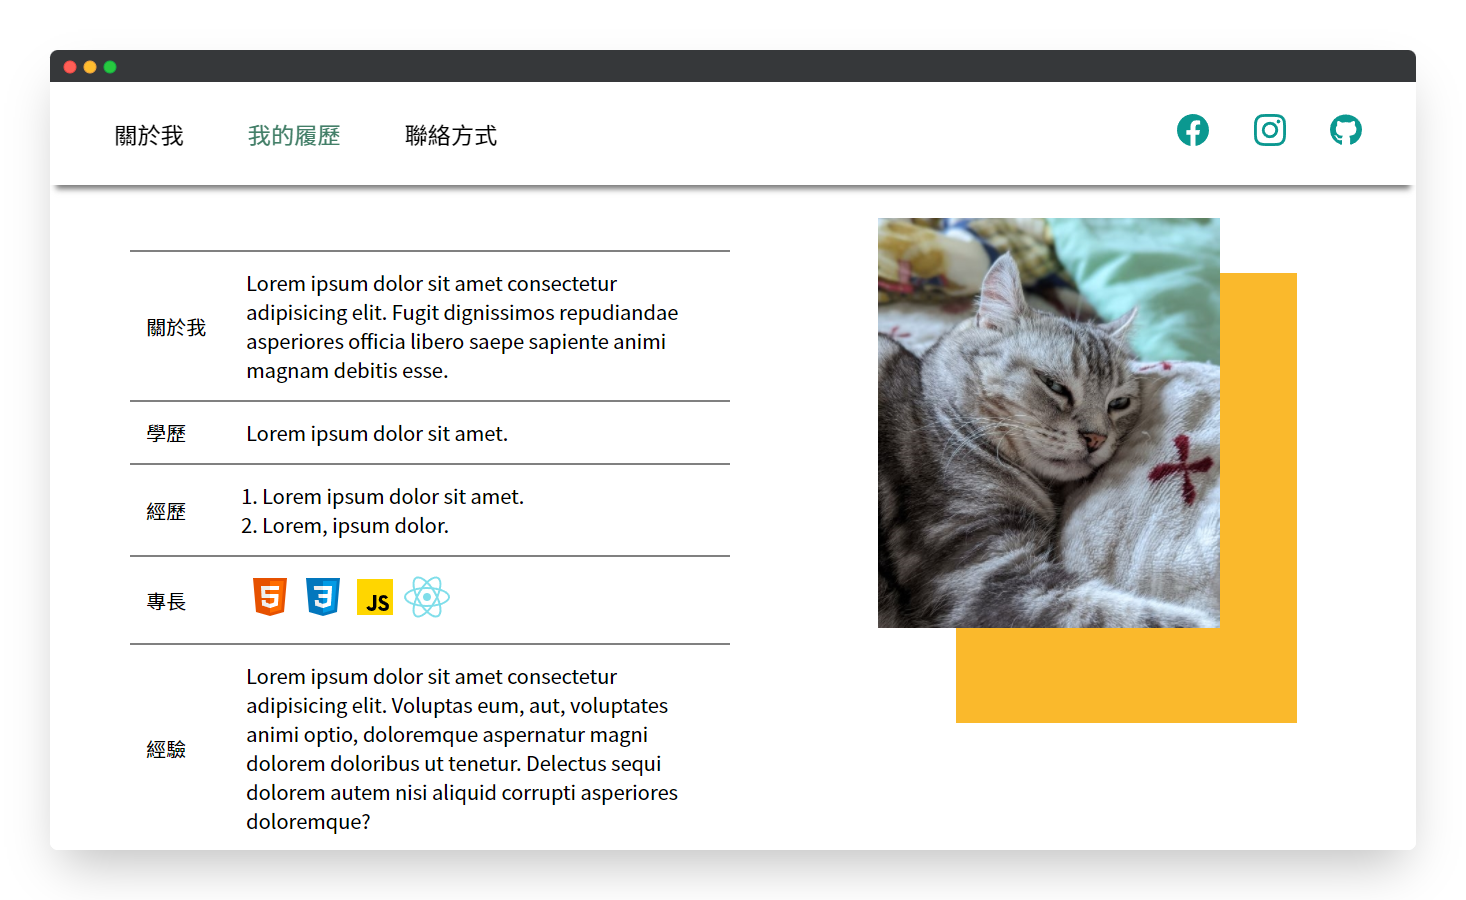 關於我 我的履歷 聯絡方式
關於我
Lorem ipsum dolor sit amet consectetur
adipisicing elit. Fugit dignissimos repudiandae
asperiores officia libero saepe sapiente animi
magnam debitis esse.
學歷
Lorem ipsum dolor sit amet.
經歷
1. Lorem ipsum dolor sit amet.
2. Lorem, ipsum dolor.
專長
5 3 JS
經驗
Lorem ipsum dolor sit amet consectetur
adipisicing elit. Voluptas eum, aut, voluptates
animi optio, doloremque aspernatur magni
dolorem doloribus ut tenetur. Delectus sequi
dolorem autem nisi aliquid corrupti asperiores
doloremque?